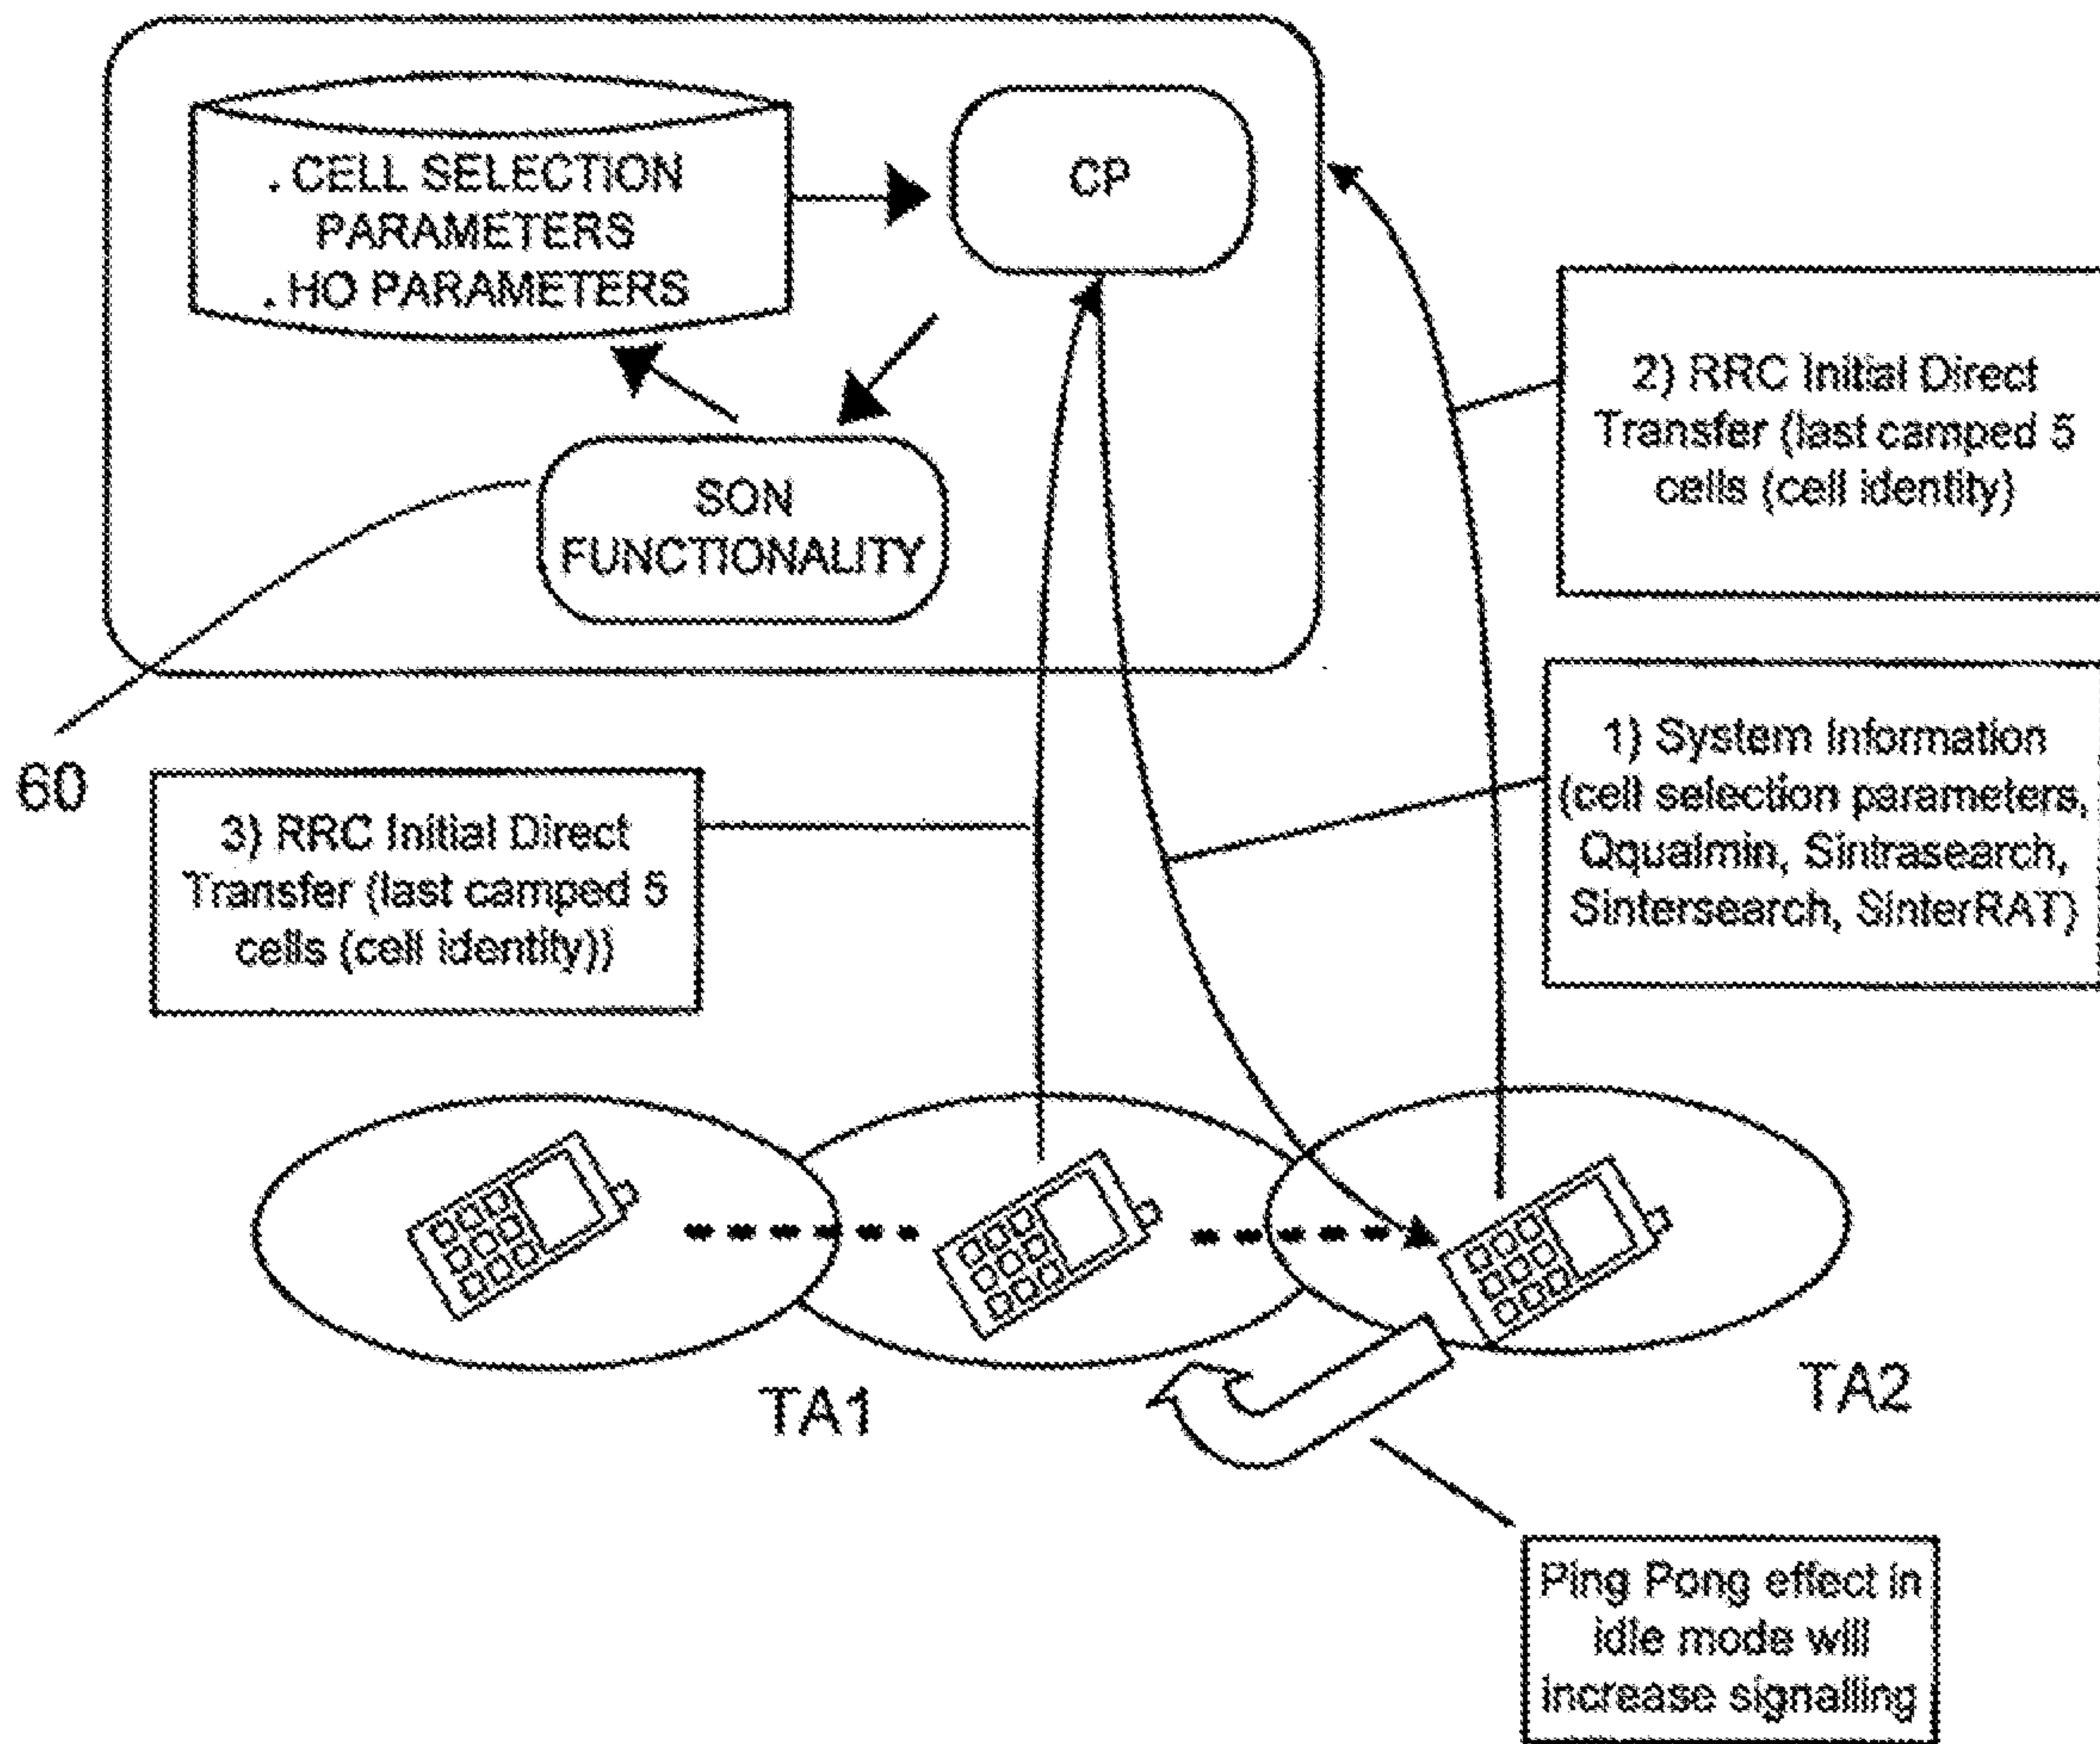 . CELL SELECTION
PARAMETERS
. HO PARAMETERS
CP
SON
FUNCTIONALITY
60
2) RRC Initial Direct
Transfer (last camped 5
cells (cell identity)
1) System Information
(cell selection parameters,
Qqualmin, Sintrasearch,
Sintersearch, SinterRAT)
3) RRC Initial Direct
Transfer (last camped 5
cells (cell identity))
TA1
TA2
Ping Pong effect in
idle mode will
increase signalling